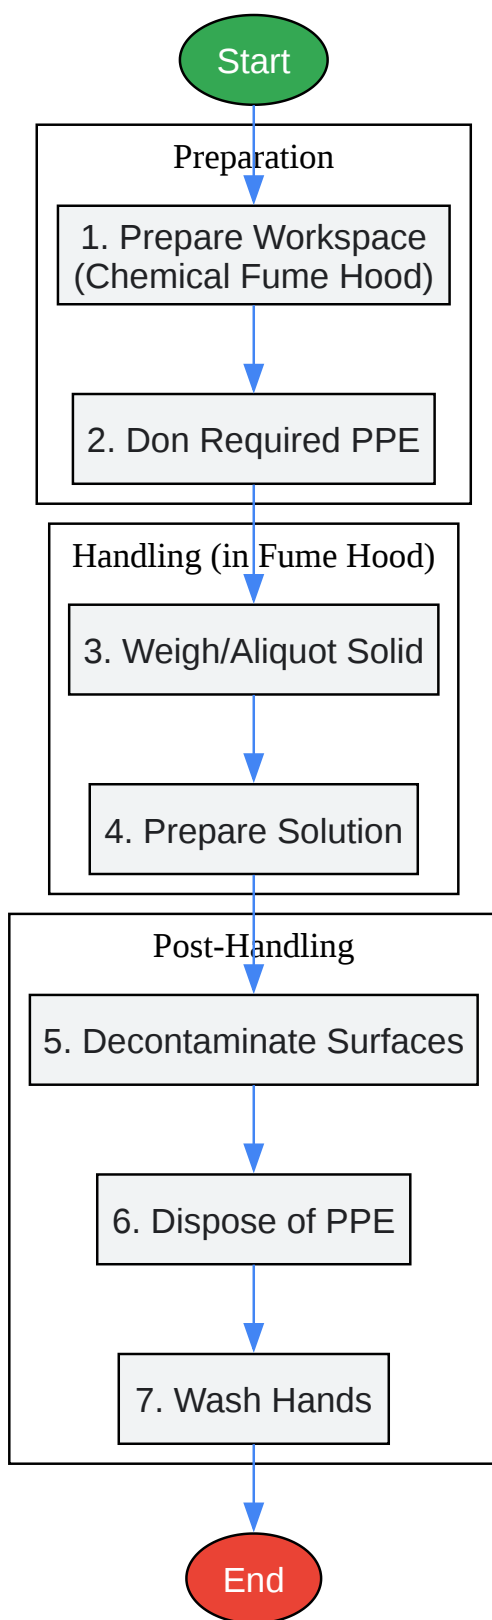 Start
Preparation
1. Prepare Workspace
(Chemical Fume Hood)
2. Don Required PPE
Handling (in Fume Hood)
3. Weigh/Aliquot Solid
4. Prepare Solution
Post-Handling
5. Decontaminate Surfaces
6. Dispose of PPE
7. Wash Hands
End